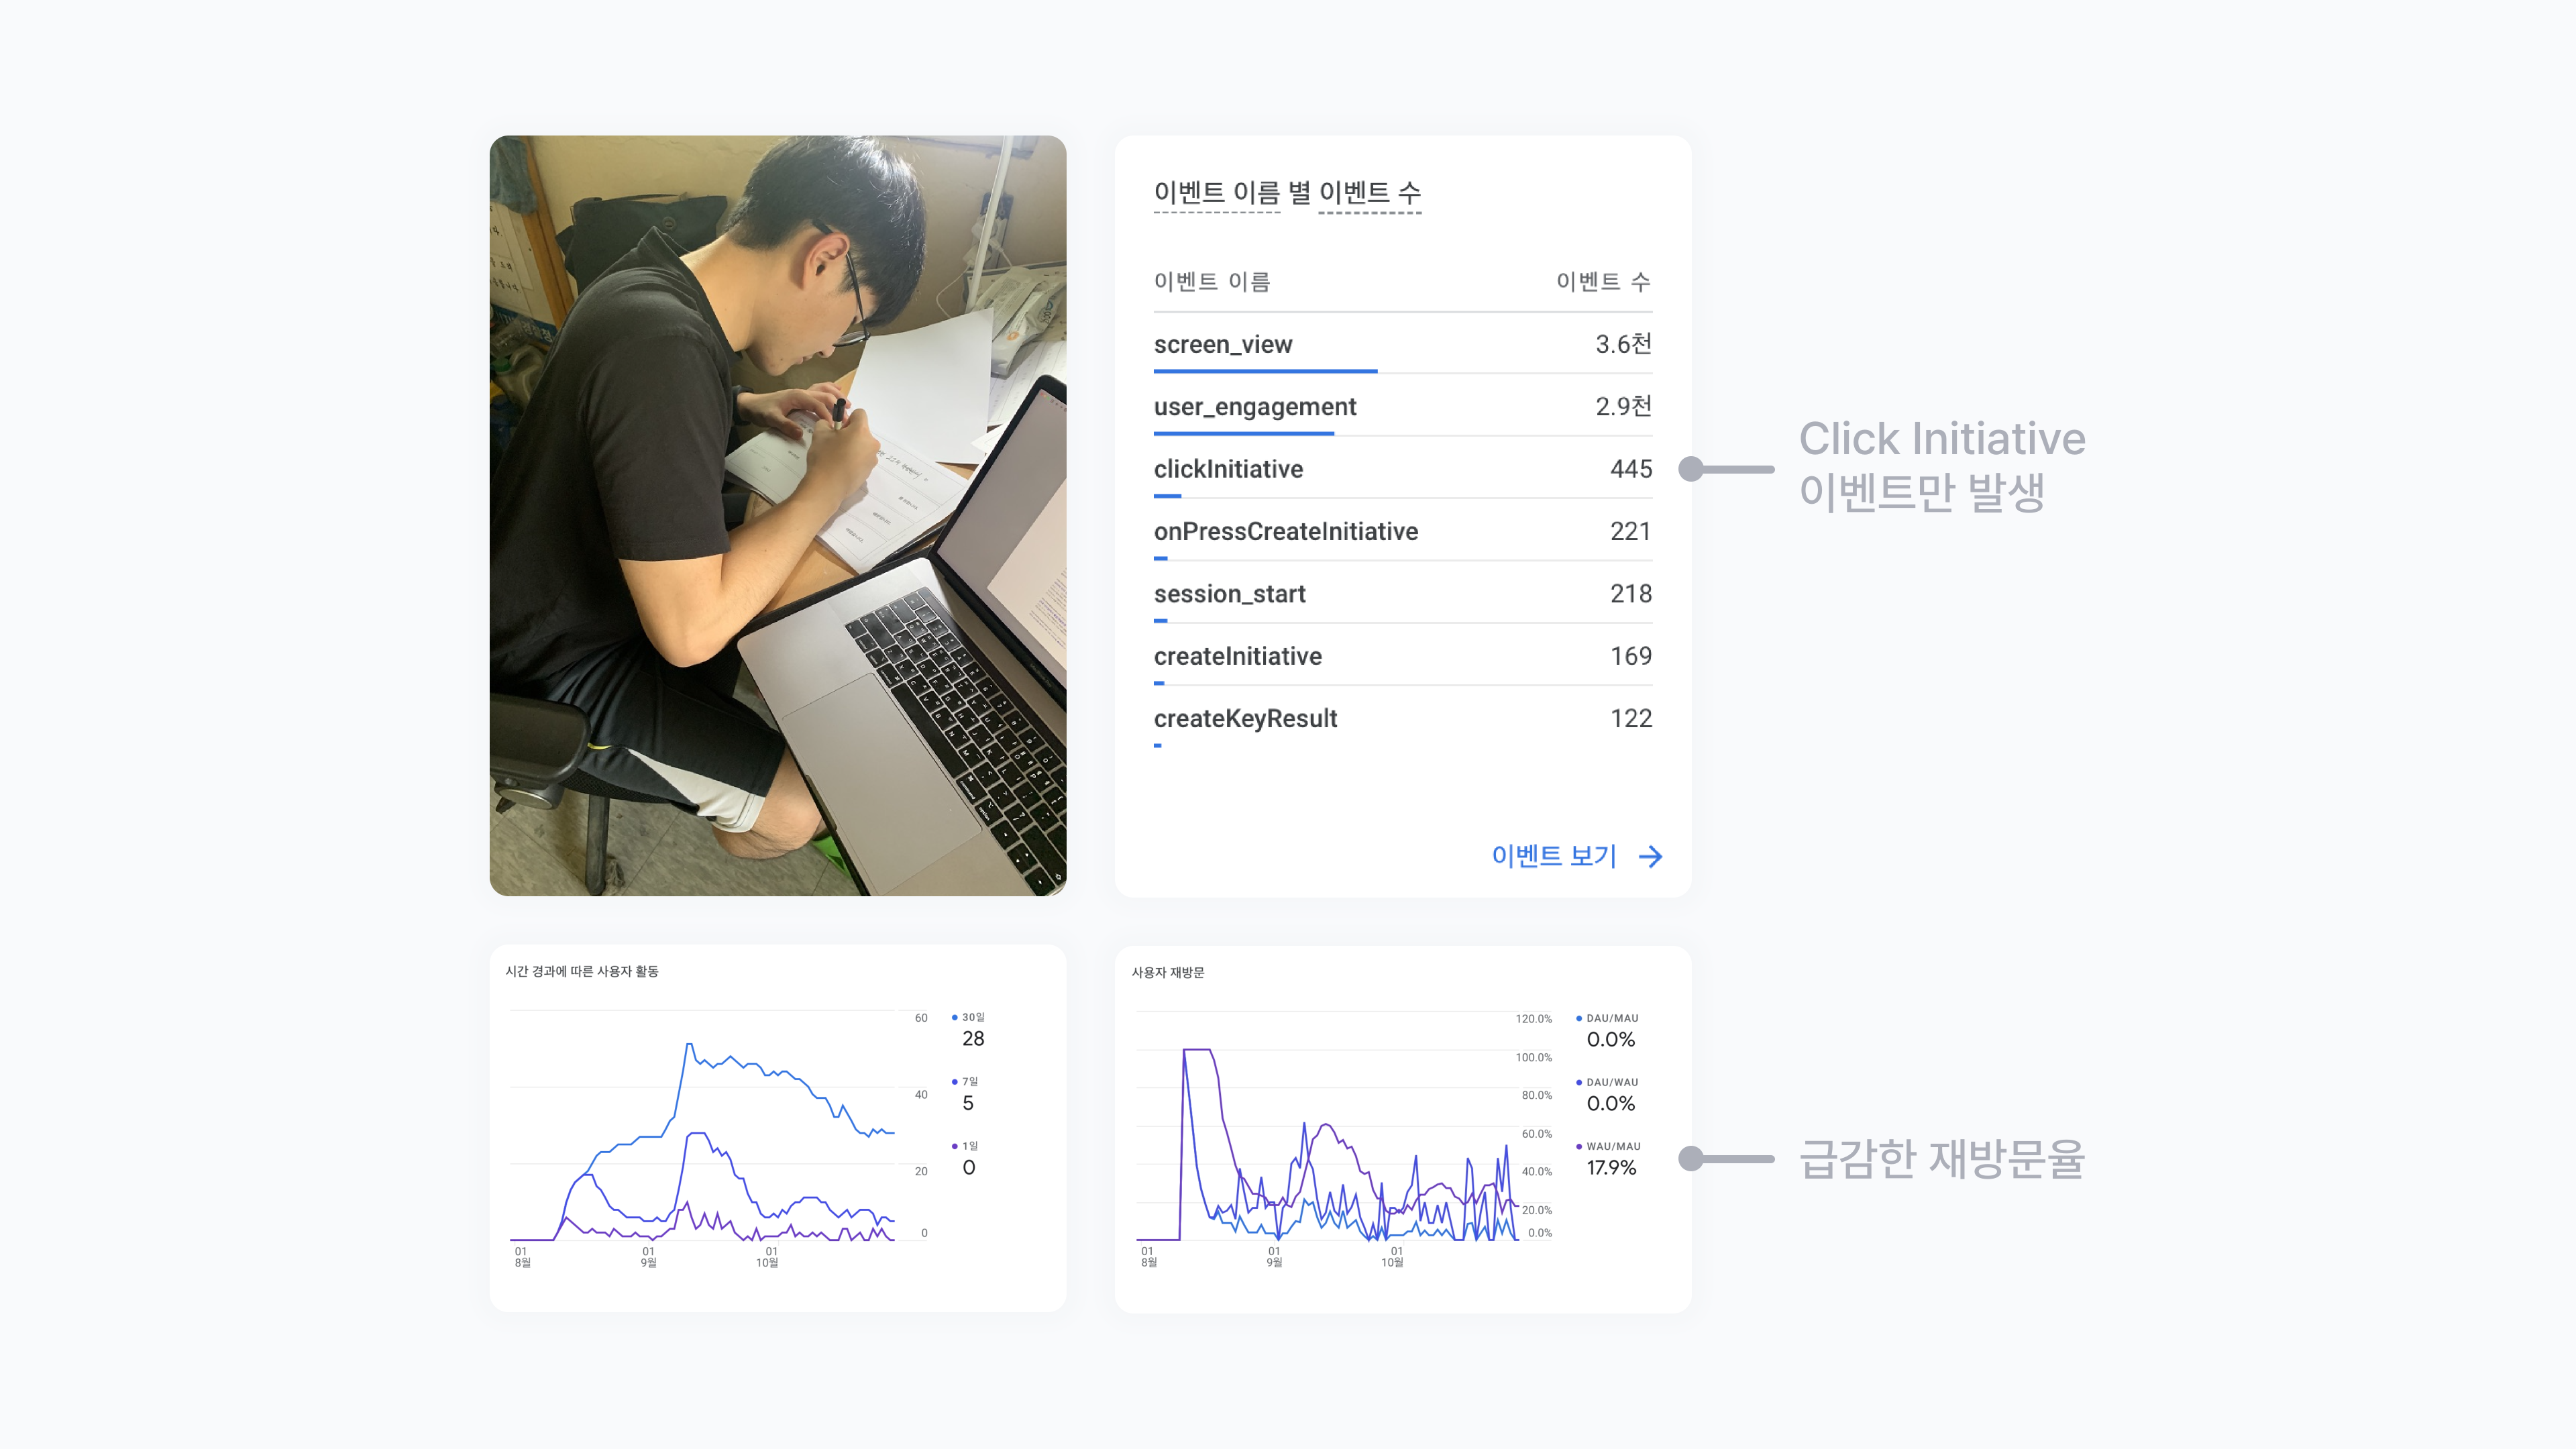 이벤트 이름 별 이벤트 수
이벤트 이름 이벤트 수
screen_view 3.6천
user_engagement 2.9천
clickInitiative 445
onPressCreateInitiative 221
session_start 218
createInitiative 169
createKeyResult 122
이벤트 보기
Click Initiative
이벤트만 발생
시간 경과에 따른 사용자 활동
60
40
20
0
30일
28
7일
5
1일
0
01 01 01
8월 9월 10월
사용자 재방문
120.0%
100.0%
80.0%
60.0%
40.0%
20.0%
0.0%
DAU/MAU
0.0%
DAU/WAU
0.0%
WAU/MAU
17.9%
01 01 01
8월 9월 10월
급감한 재방문율